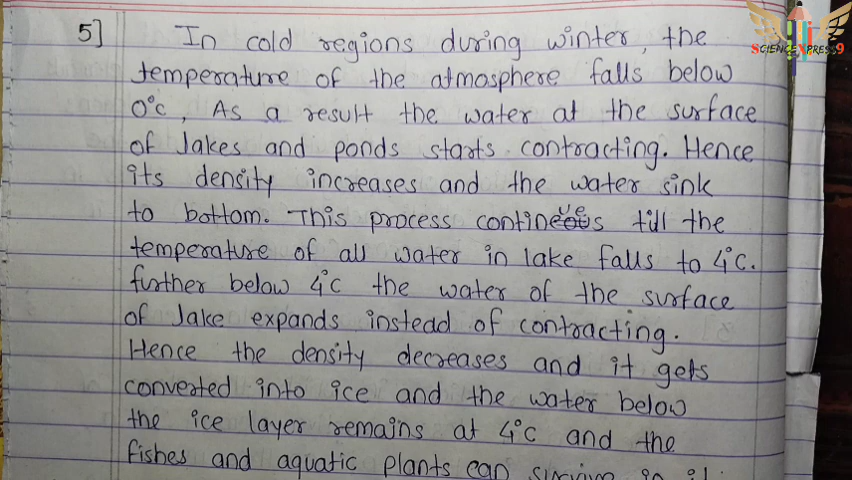 SCIENCEXPRESS9
5] In cold regions during winter, the
temperature of the atmosphere falls below
0°c, As a result the water at the surface
of lakes and ponds starts contracting. Hence
its density increases and the water sink
to bottom. This process continues till the
temperature of all water in lake falls to 4°c.
further below 4°c the water of the surface
of lake expands instead of contracting.
Hence the density decreases and it gets
converted into ice and the water below
the ice layer remains at 4°c and the
fishes and aquatic plants can